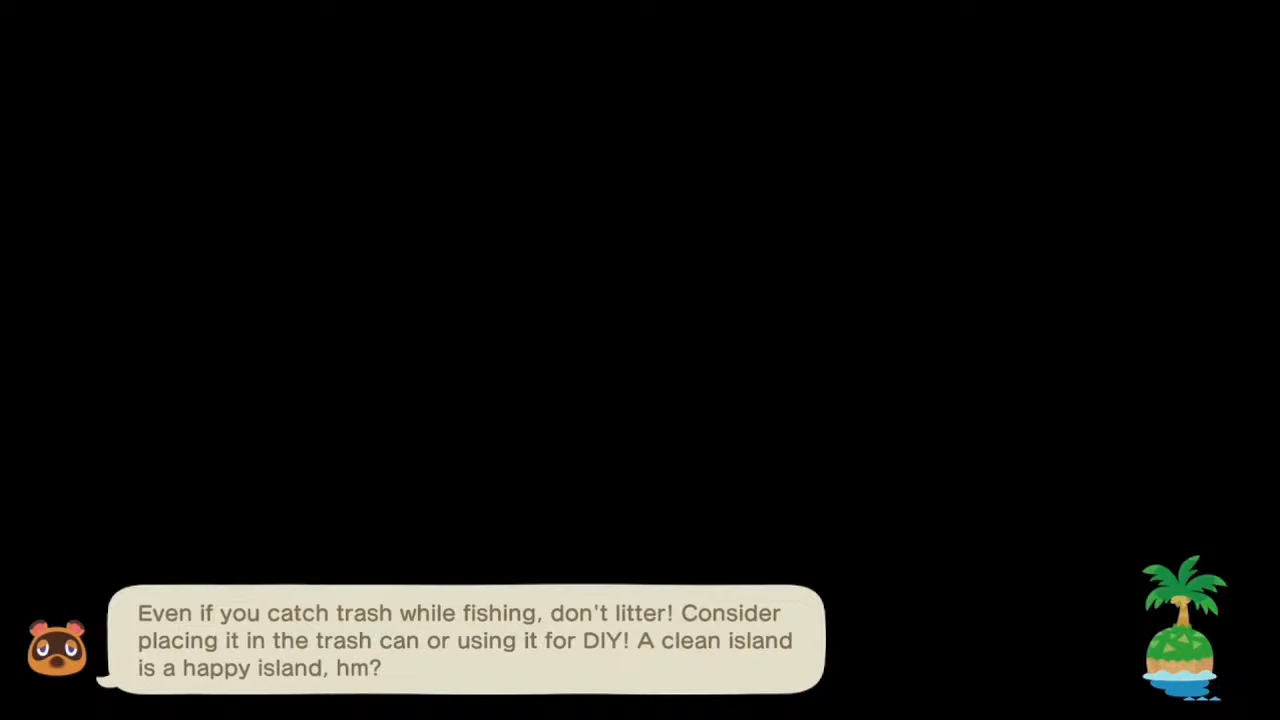 Even if you catch trash while fishing, don't litter! Consider
placing it in the trash can or using it for DIY! A clean island
is a happy island, hm?